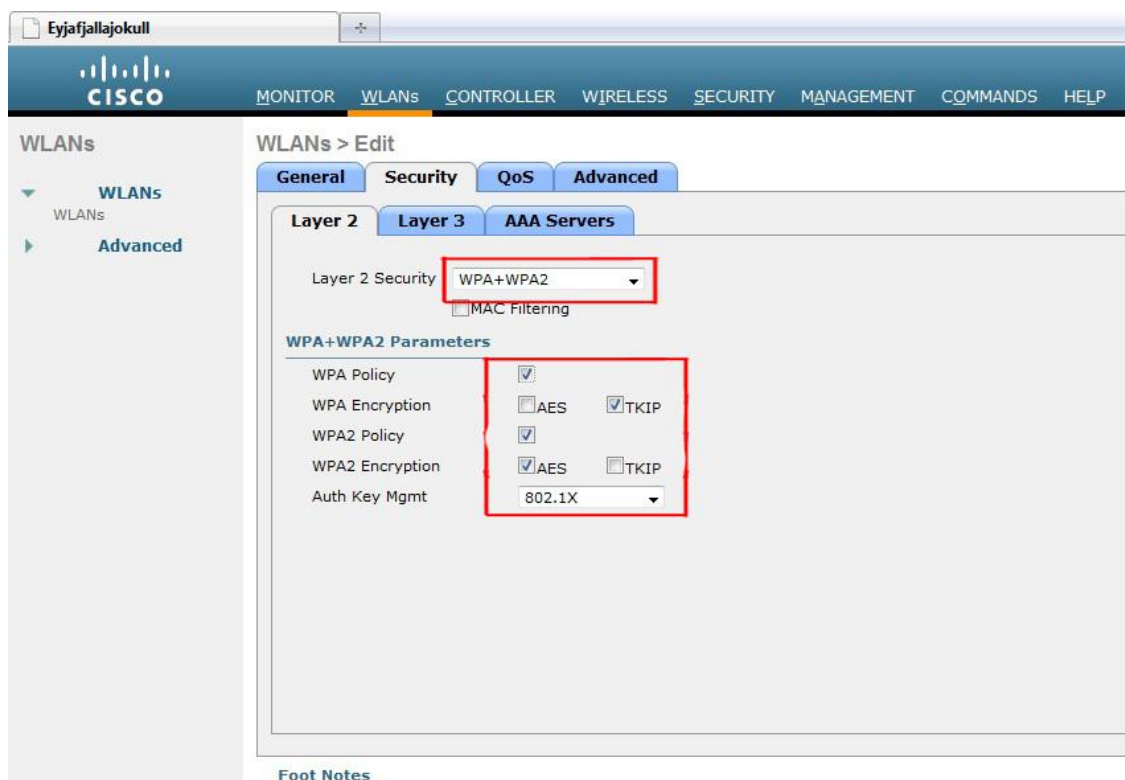 Eyjafjallajokull
CISCO
MONITOR WLANs CONTROLLER WIRELESS SECURITY MANAGEMENT COMMANDS HELP
WLANs
WLANs
WLANs
Advanced
WLANs > Edit
General Security QoS Advanced
Layer 2 Layer 3 AAA Servers
Layer 2 Security WPA+WPA2
MAC Filtering
WPA+WPA2 Parameters
WPA Policy
WPA Encryption AES TKIP
WPA2 Policy
WPA2 Encryption AES TKIP
Auth Key Mgmt 802.1X
Foot Notes